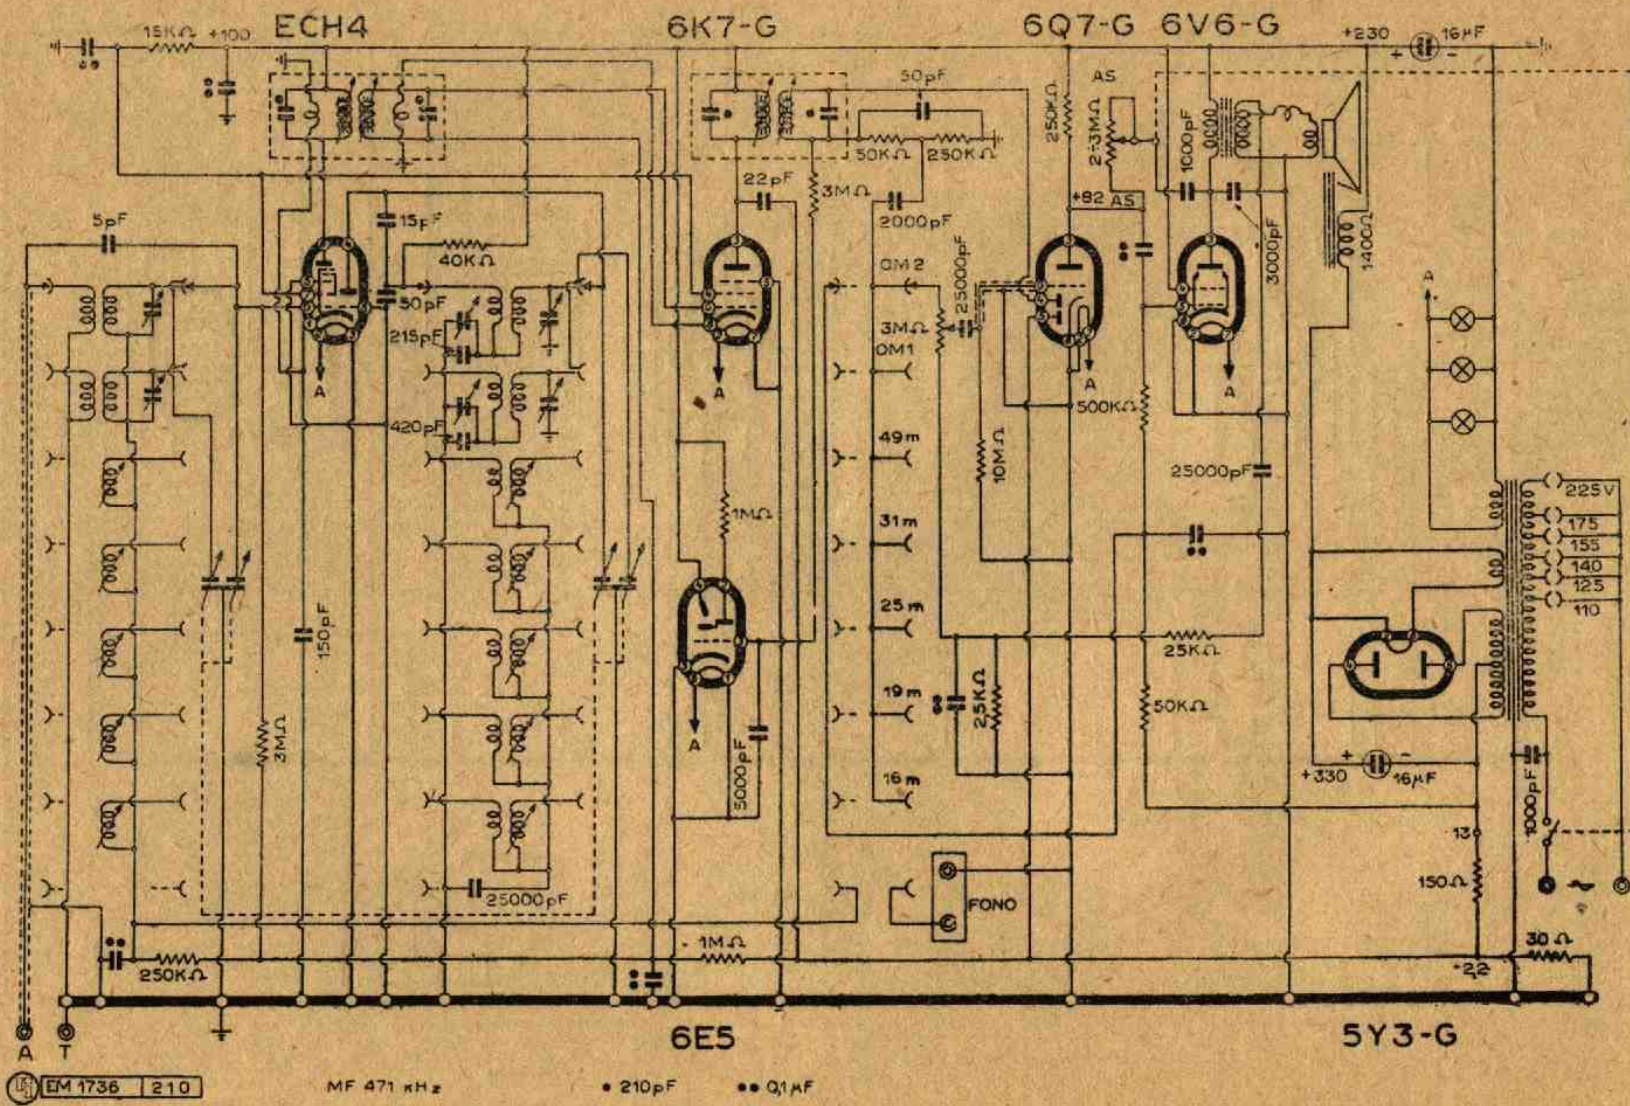 ECH4
6K7-G
6Q7-G
6V6-G
15KΩ
+100
+230
16µF
+
-
50pF
AS
250KΩ
2÷3MΩ
1000pF
50KΩ
250KΩ
22pF
3MΩ
2000pF
+82
AS
5pF
15pF
40KΩ
50pF
215pF
420pF
25000pF
OM2
3MΩ
OM1
3000pF
1400Ω
A
A
A
A
A
A
500KΩ
49m
10MΩ
25000pF
1MΩ
31m
225V
175
155
140
125
110
25m
25KΩ
150pF
3MΩ
19m
2,5KΩ
50KΩ
5000pF
16m
+330
+
-
16µF
1000pF
13
150Ω
~
25000pF
FONO
1MΩ
30Ω
250KΩ
-2,2
6E5
5Y3-G
A
T
EM 1736
210
MF 471 KHz
• 210pF
•• 0,1µF